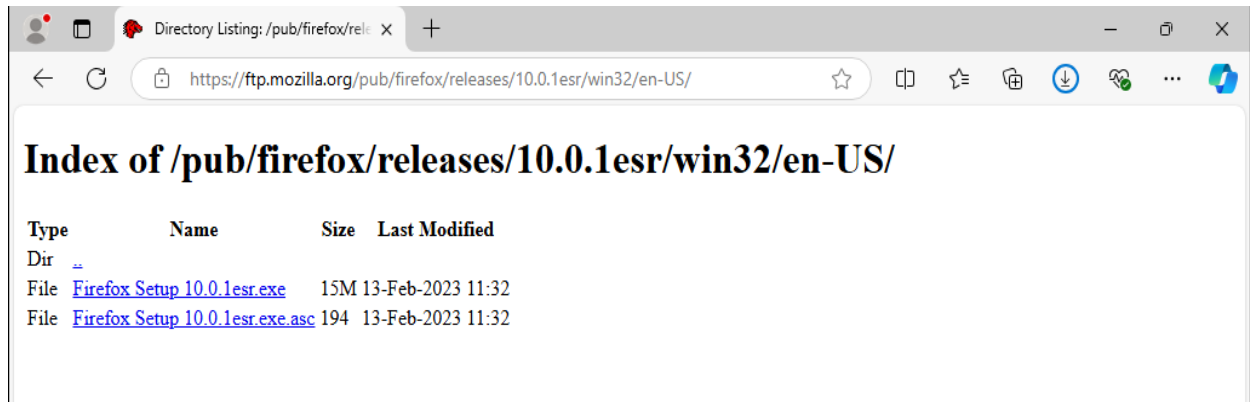 Directory Listing: /pub/firefox/rele
https://ftp.mozilla.org/pub/firefox/releases/10.0.1esr/win32/en-US/
Index of /pub/firefox/releases/10.0.1esr/win32/en-US/
Type Name Size Last Modified
Dir ..
File Firefox Setup 10.0.1esr.exe 15M 13-Feb-2023 11:32
File Firefox Setup 10.0.1esr.exe.asc 194 13-Feb-2023 11:32